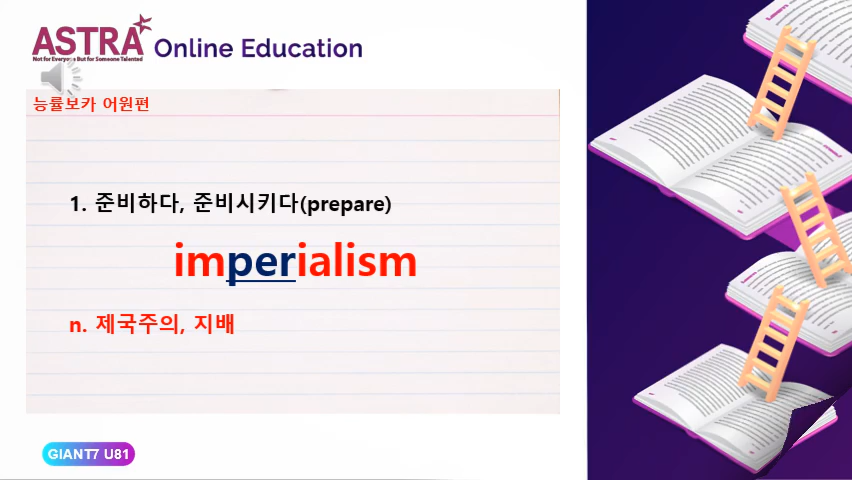 ASTRA Online Education
Not for Everyone But for Someone Talented
능률보카 어원편
1. 준비하다, 준비시키다(prepare)
imperialism
n. 제국주의, 지배
GIANT7 U81